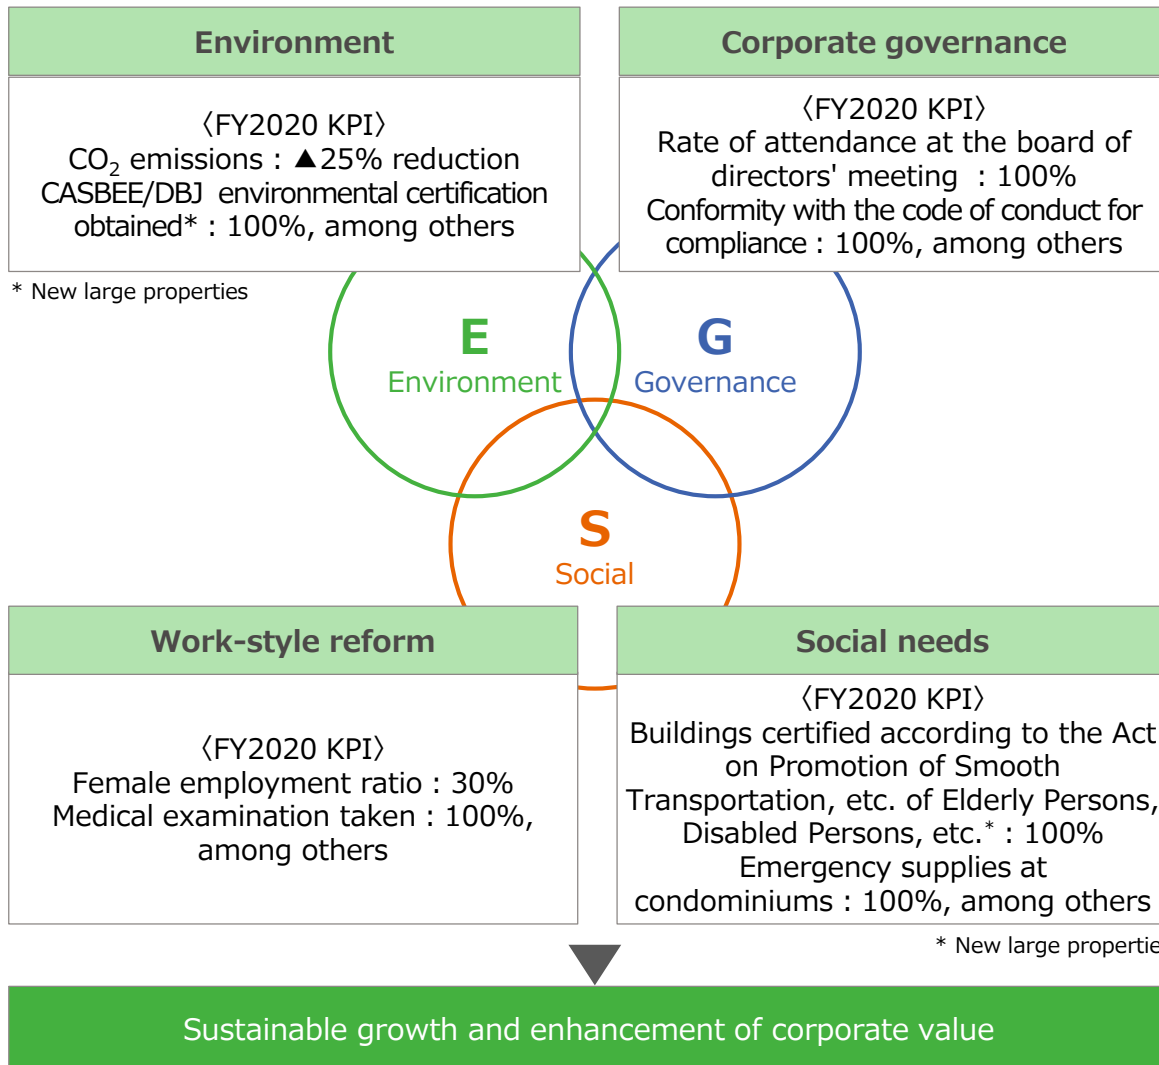 Environment
〈FY2020 KPI〉
CO₂ emissions : ▲25% reduction
CASBEE/DBJ environmental certification
obtained* : 100%, among others
* New large properties
Corporate governance
〈FY2020 KPI〉
Rate of attendance at the board of
directors' meeting : 100%
Conformity with the code of conduct for
compliance : 100%, among others
E
Environment
G
Governance
S
Social
Work-style reform
〈FY2020 KPI〉
Female employment ratio : 30%
Medical examination taken : 100%,
among others
Social needs
〈FY2020 KPI〉
Buildings certified according to the Act
on Promotion of Smooth
Transportation, etc. of Elderly Persons,
Disabled Persons, etc.* : 100%
Emergency supplies at
condominiums : 100%, among others
* New large propertie
Sustainable growth and enhancement of corporate value